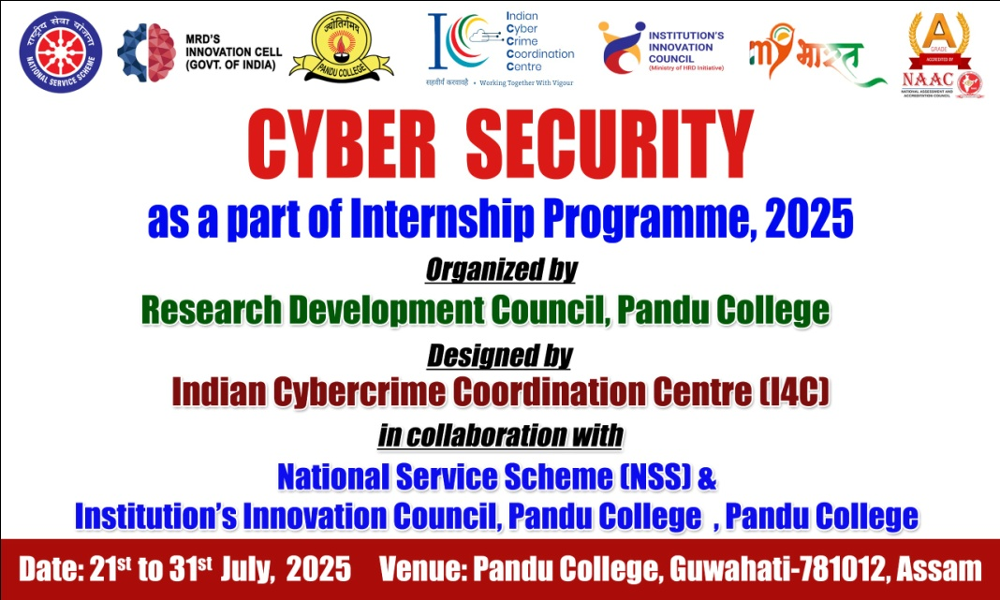 राष्ट्रीय सेवा योजना
NATIONAL SERVICE SCHEME
MRD'S
INNOVATION CELL
(GOVT. OF INDIA)
ज्योतिर्गमय
PANDU COLLEGE
Indian
Cyber
Crime
Coordination
Centre
सहवीर्यं करवावहै • Working Together With Vigour
INSTITUTION'S
INNOVATION
COUNCIL
(Ministry of HRD Initiative)
my भारत
A
GRADE
ACCREDITED BY
NAAC
NATIONAL ASSESSMENT AND
ACCREDITATION COUNCIL
CYBER SECURITY
as a part of Internship Programme, 2025
Organized by
Research Development Council, Pandu College
Designed by
Indian Cybercrime Coordination Centre (I4C)
in collaboration with
National Service Scheme (NSS) &
Institution's Innovation Council, Pandu College , Pandu College
Date: 21st to 31st July, 2025 Venue: Pandu College, Guwahati-781012, Assam